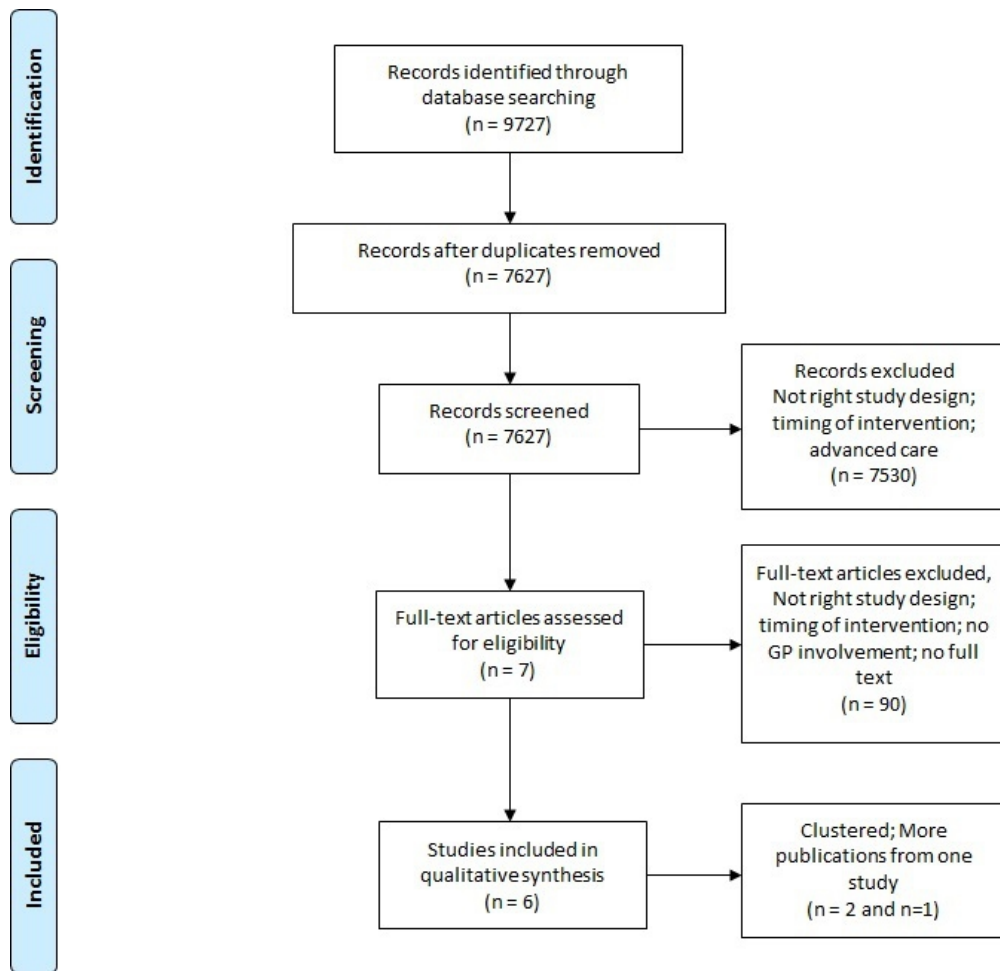 Identification
Records identified through
database searching
(n = 9727)
Records after duplicates removed
(n = 7627)
Screening
Records screened
(n = 7627)
Records excluded
Not right study design;
timing of intervention;
advanced care
(n = 7530)
Eligibility
Full-text articles assessed
for eligibility
(n = 7)
Full-text articles excluded,
Not right study design;
timing of intervention; no
GP involvement; no full
text
(n = 90)
Included
Studies included in
qualitative synthesis
(n = 6)
Clustered; More
publications from one
study
(n = 2 and n=1)